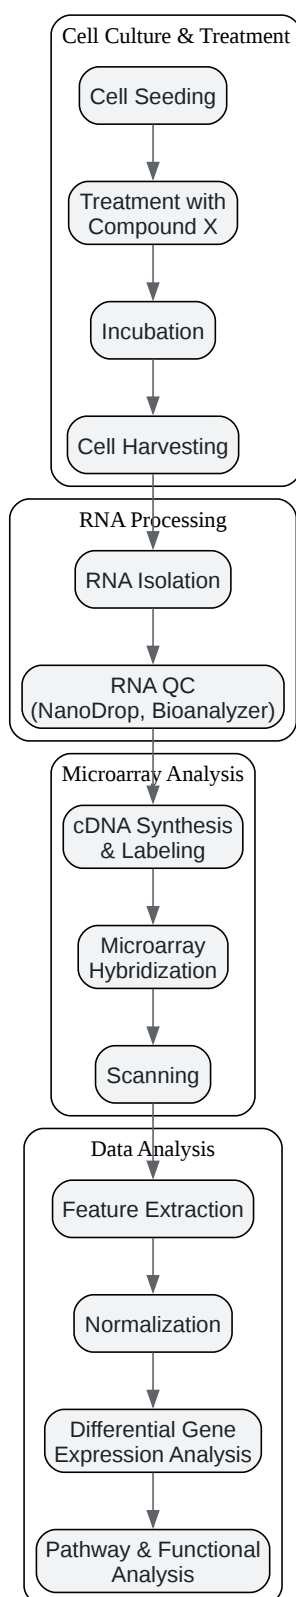 Cell Culture & Treatment
Cell Seeding
Treatment with
Compound X
Incubation
Cell Harvesting
RNA Processing
RNA Isolation
RNA QC
(NanoDrop, Bioanalyzer)
Microarray Analysis
cDNA Synthesis
& Labeling
Microarray
Hybridization
Scanning
Data Analysis
Feature Extraction
Normalization
Differential Gene
Expression Analysis
Pathway & Functional
Analysis